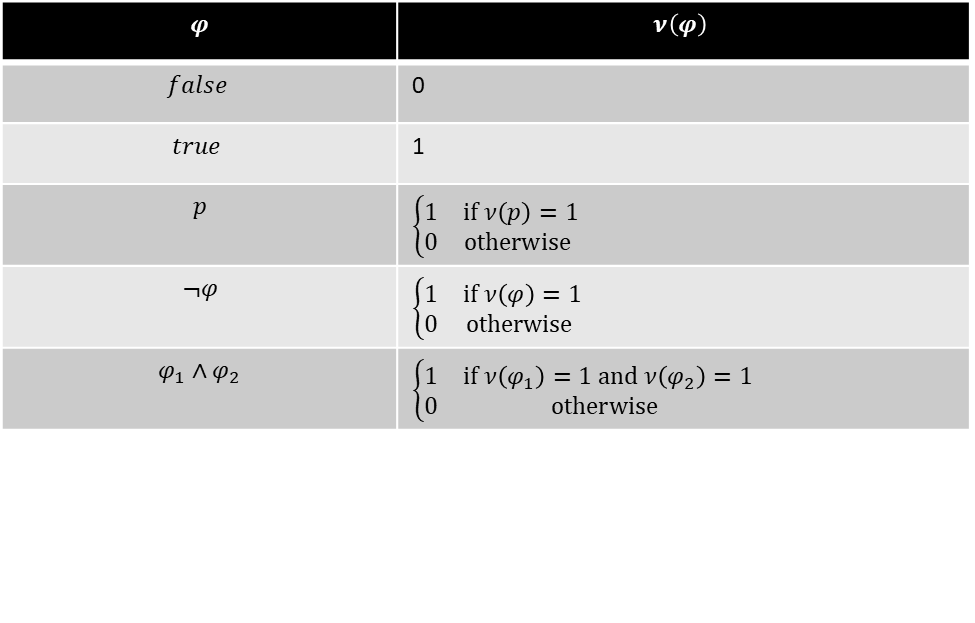 φ ν(φ)
false 0
true 1
p {1 if ν(p) = 1
0 otherwise
¬φ {1 if ν(φ) = 1
0 otherwise
φ₁ ∧ φ₂ {1 if ν(φ₁) = 1 and ν(φ₂) = 1
0 otherwise